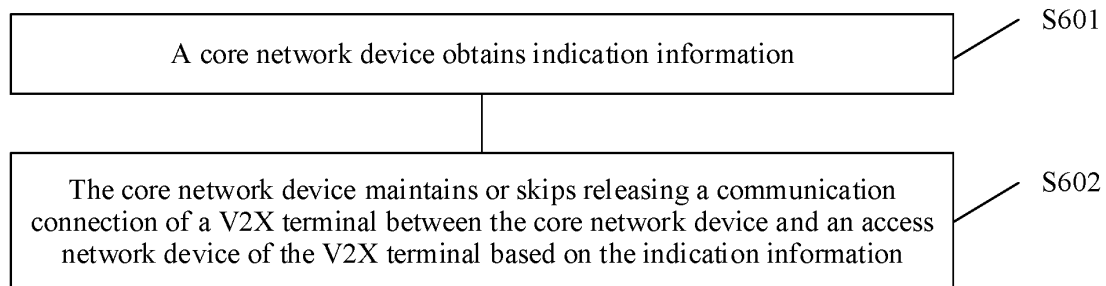 S601
A core network device obtains indication information
S602
The core network device maintains or skips releasing a communication
connection of a V2X terminal between the core network device and an access
network device of the V2X terminal based on the indication information